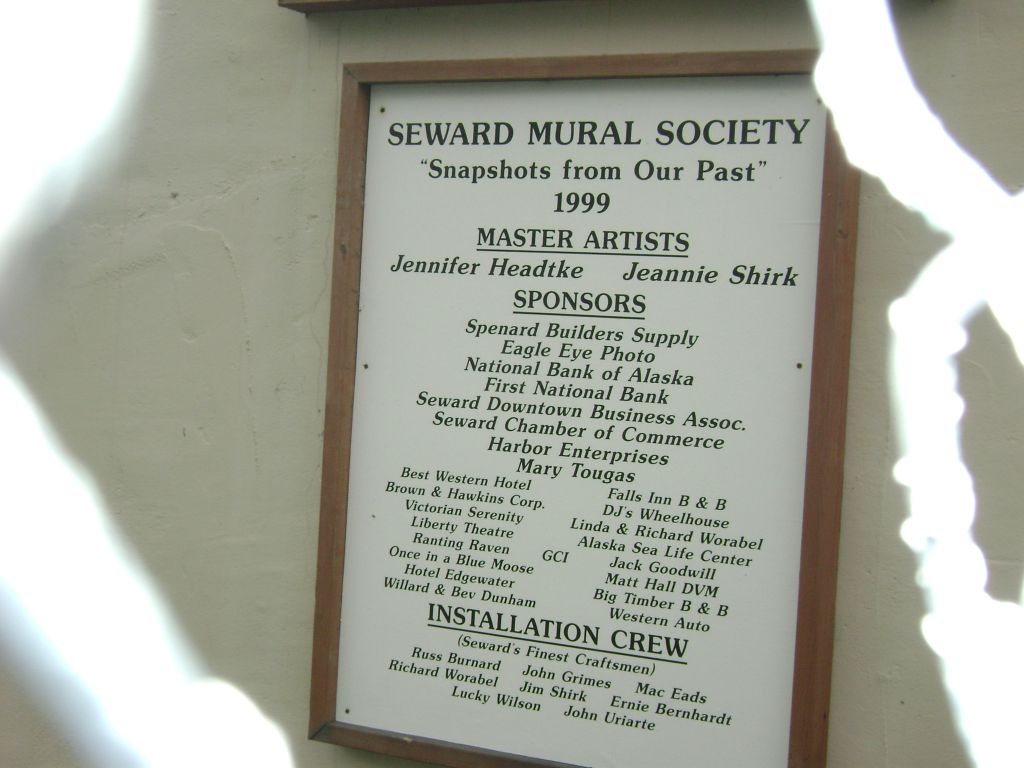 SEWARD MURAL SOCIETY
"Snapshots from Our Past"
1999
MASTER ARTISTS
Jennifer Headtke Jeannie Shirk
SPONSORS
Spenard Builders Supply
Eagle Eye Photo
National Bank of Alaska
First National Bank
Seward Downtown Business Assoc.
Seward Chamber of Commerce
Harbor Enterprises
Mary Tougas
Best Western Hotel
Brown & Hawkins Corp.
Victorian Serenity
Liberty Theatre
Ranting Raven
Once in a Blue Moose
Hotel Edgewater
Willard & Bev Dunham
GCI
Falls Inn B & B
DJ's Wheelhouse
Linda & Richard Worabel
Alaska Sea Life Center
Jack Goodwill
Matt Hall DVM
Big Timber B & B
Western Auto
INSTALLATION CREW
(Seward's Finest Craftsmen)
Russ Burnard John Grimes Mac Eads
Richard Worabel Jim Shirk Ernie Bernhardt
Lucky Wilson John Uriarte